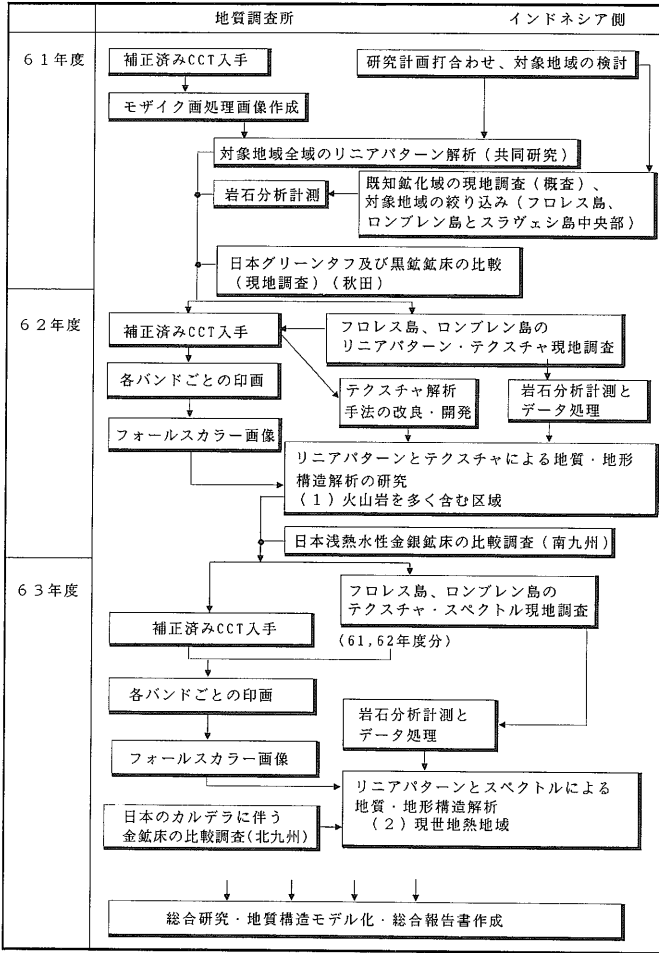 地質調査所
インドネシア側
61年度
補正済みCCT入手
研究計画打合わせ、対象地域の検討
モザイク画処理画像作成
対象地域全域のリニアパターン解析(共同研究)
岩石分析計測
既知鉱化域の現地調査(概査)、
対象地域の絞り込み(フロレス島、
ロンブレン島とスラヴェシ島中央部)
日本グリーンタフ及び黒鉱鉱床の比較
(現地調査)(秋田)
62年度
補正済みCCT入手
フロレス島、ロンブレン島の
リニアパターン・テクスチャ現地調査
各バンドごとの印画
テクスチャ解析
手法の改良・開発
岩石分析計測と
データ処理
フォールスカラー画像
リニアパターンとテクスチャによる地質・地形
構造解析の研究
(1)火山岩を多く含む区域
日本浅熱水性金銀鉱床の比較調査(南九州)
63年度
フロレス島、ロンブレン島の
テクスチャ・スペクトル現地調査
補正済みCCT入手
(61,62年度分)
各バンドごとの印画
岩石分析計測と
データ処理
フォールスカラー画像
リニアパターンとスペクトルによる
地質・地形構造解析
(2)現世地熱地域
日本のカルデラに伴う
金鉱床の比較調査(北九州)
総合研究・地質構造モデル化・総合報告書作成